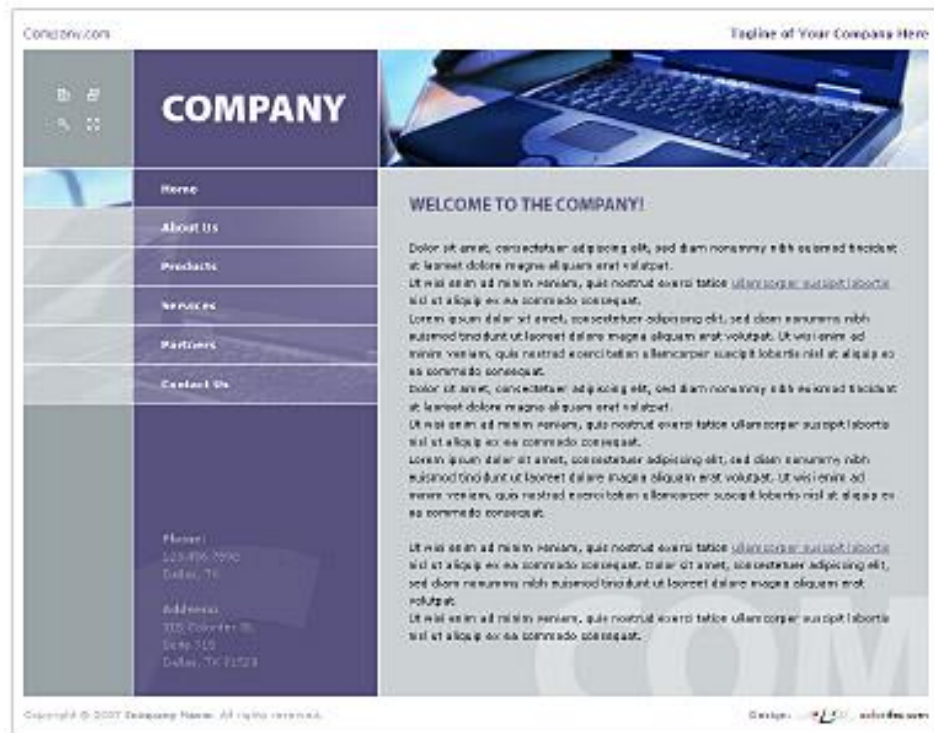 Company.com
Tagline of Your Company Here
COMPANY
Home
About Us
Products
Services
Partners
Contact Us
WELCOME TO THE COMPANY!
Dolor sit amet, consectetuer adipiscing elit, sed diam nonummy nibh euismod tincidunt
ut laoreet dolore magna aliquam erat volutpat.
Ut wisi enim ad minim veniam, quis nostrud exerci tation ullamcorper suscipit lobortis
nisl ut aliquip ex ea commodo consequat.
Lorem ipsum dolor sit amet, consectetuer adipiscing elit, sed diam nonummy nibh
euismod tincidunt ut laoreet dolore magna aliquam erat volutpat. Ut wisi enim ad
minim veniam, quis nostrud exerci tation ullamcorper suscipit lobortis nisl ut aliquip ex
ea commodo consequat.
Dolor sit amet, consectetuer adipiscing elit, sed diam nonummy nibh euismod tincidunt
ut laoreet dolore magna aliquam erat volutpat.
Ut wisi enim ad minim veniam, quis nostrud exerci tation ullamcorper suscipit lobortis
nisl ut aliquip ex ea commodo consequat.
Lorem ipsum dolor sit amet, consectetuer adipiscing elit, sed diam nonummy nibh
euismod tincidunt ut laoreet dolore magna aliquam erat volutpat. Ut wisi enim ad
minim veniam, quis nostrud exerci tation ullamcorper suscipit lobortis nisl ut aliquip ex
ea commodo consequat.
Ut wisi enim ad minim veniam, quis nostrud exerci tation ullamcorper suscipit lobortis
nisl ut aliquip ex ea commodo consequat. Dolor sit amet, consectetuer adipiscing elit,
sed diam nonummy nibh euismod tincidunt ut laoreet dolore magna aliquam erat
volutpat.
Ut wisi enim ad minim veniam, quis nostrud exerci tation ullamcorper suscipit lobortis
nisl ut aliquip ex ea commodo consequat.
COM
Phone:
Dallas, TX
Address:
Dallas, TX
Copyright © 2007 Company Name. All rights reserved.
Design: